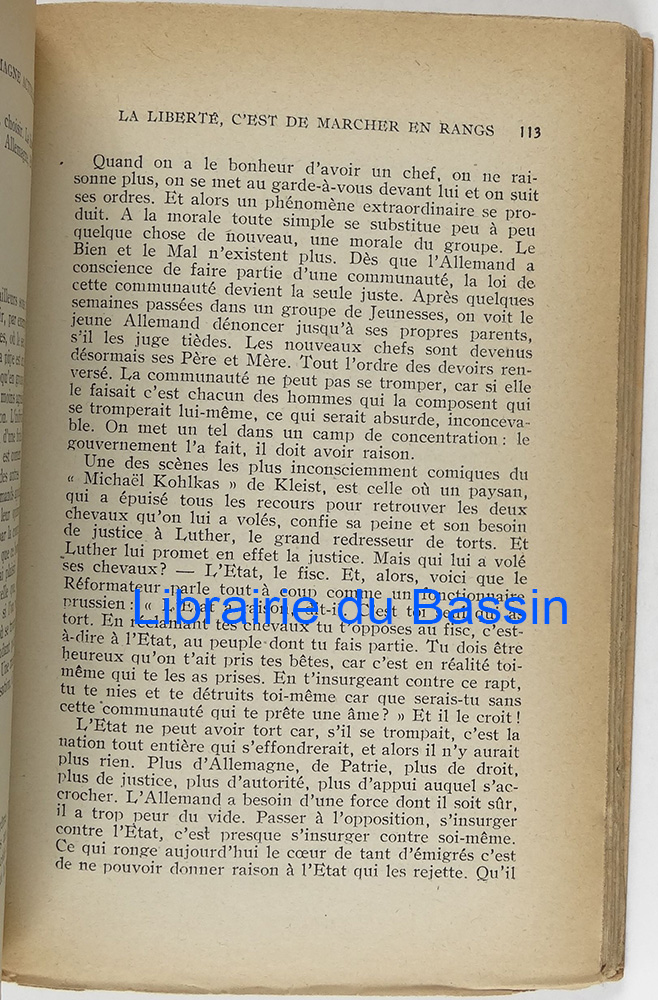 MAGNE
choisir. La
Allemagne,
LA LIBERTÉ, C'EST DE MARCHER EN RANGS 113
Quand on a le bonheur d'avoir un chef, on ne rai-
sonne plus, on se met au garde-à-vous devant lui et on suit
ses ordres. Et alors un phénomène extraordinaire se pro-
duit. A la morale toute simple se substitue peu à peu
quelque chose de nouveau, une morale du groupe. Le
Bien et le Mal n'existent plus. Dès que l'Allemand a
conscience de faire partie d'une communauté, la loi de
cette communauté devient la seule juste. Après quelques
semaines passées dans un groupe de Jeunesses, on voit le
jeune Allemand dénoncer jusqu'à ses propres parents,
s'il les juge tièdes. Les nouveaux chefs sont devenus
désormais ses Père et Mère. Tout l'ordre des devoirs ren-
versé. La communauté ne peut pas se tromper, car si elle
le faisait c'est chacun des hommes qui la composent qui
se tromperait lui-même, ce qui serait absurde, inconceva-
ble. On met un tel dans un camp de concentration : le
gouvernement l'a fait, il doit avoir raison.
Une des scènes les plus inconsciemment comiques du
« Michaël Kohlkas » de Kleist, est celle où un paysan,
qui a épuisé tous les recours pour retrouver les deux
chevaux qu'on lui a volés, confie sa peine et son besoin
de justice à Luther, le grand redresseur de torts. Et
Luther lui promet en effet la justice. Mais qui lui a volé
ses chevaux? — L'Etat, le fisc. Et, alors, voici que le
Réformateur parle tout à coup comme un fonctionnaire
prussien : « L'Etat a raison, dit-il. C'est toi seul qui as
Librairie du Bassin
tort. En réclamant tes chevaux tu t'opposes au fisc, c'est-
à-dire à l'Etat, au peuple dont tu fais partie. Tu dois être
heureux qu'on t'ait pris tes bêtes, car c'est en réalité toi-
même qui te les as prises. En t'insurgeant contre ce rapt,
tu te nies et te détruits toi-même car que serais-tu sans
cette communauté qui te prête une âme? » Et il le croit!
L'Etat ne peut avoir tort car, s'il se trompait, c'est la
nation tout entière qui s'effondrerait, et alors il n'y aurait
plus rien. Plus d'Allemagne, de Patrie, plus de droit,
plus de justice, plus d'autorité, plus d'appui auquel s'ac-
crocher. L'Allemand a besoin d'une force dont il soit sûr,
il a trop peur du vide. Passer à l'opposition, s'insurger
contre l'État, c'est presque s'insurger contre soi-même.
Ce qui ronge aujourd'hui le cœur de tant d'émigrés c'est
de ne pouvoir donner raison à l'Etat qui les rejette. Qu'il